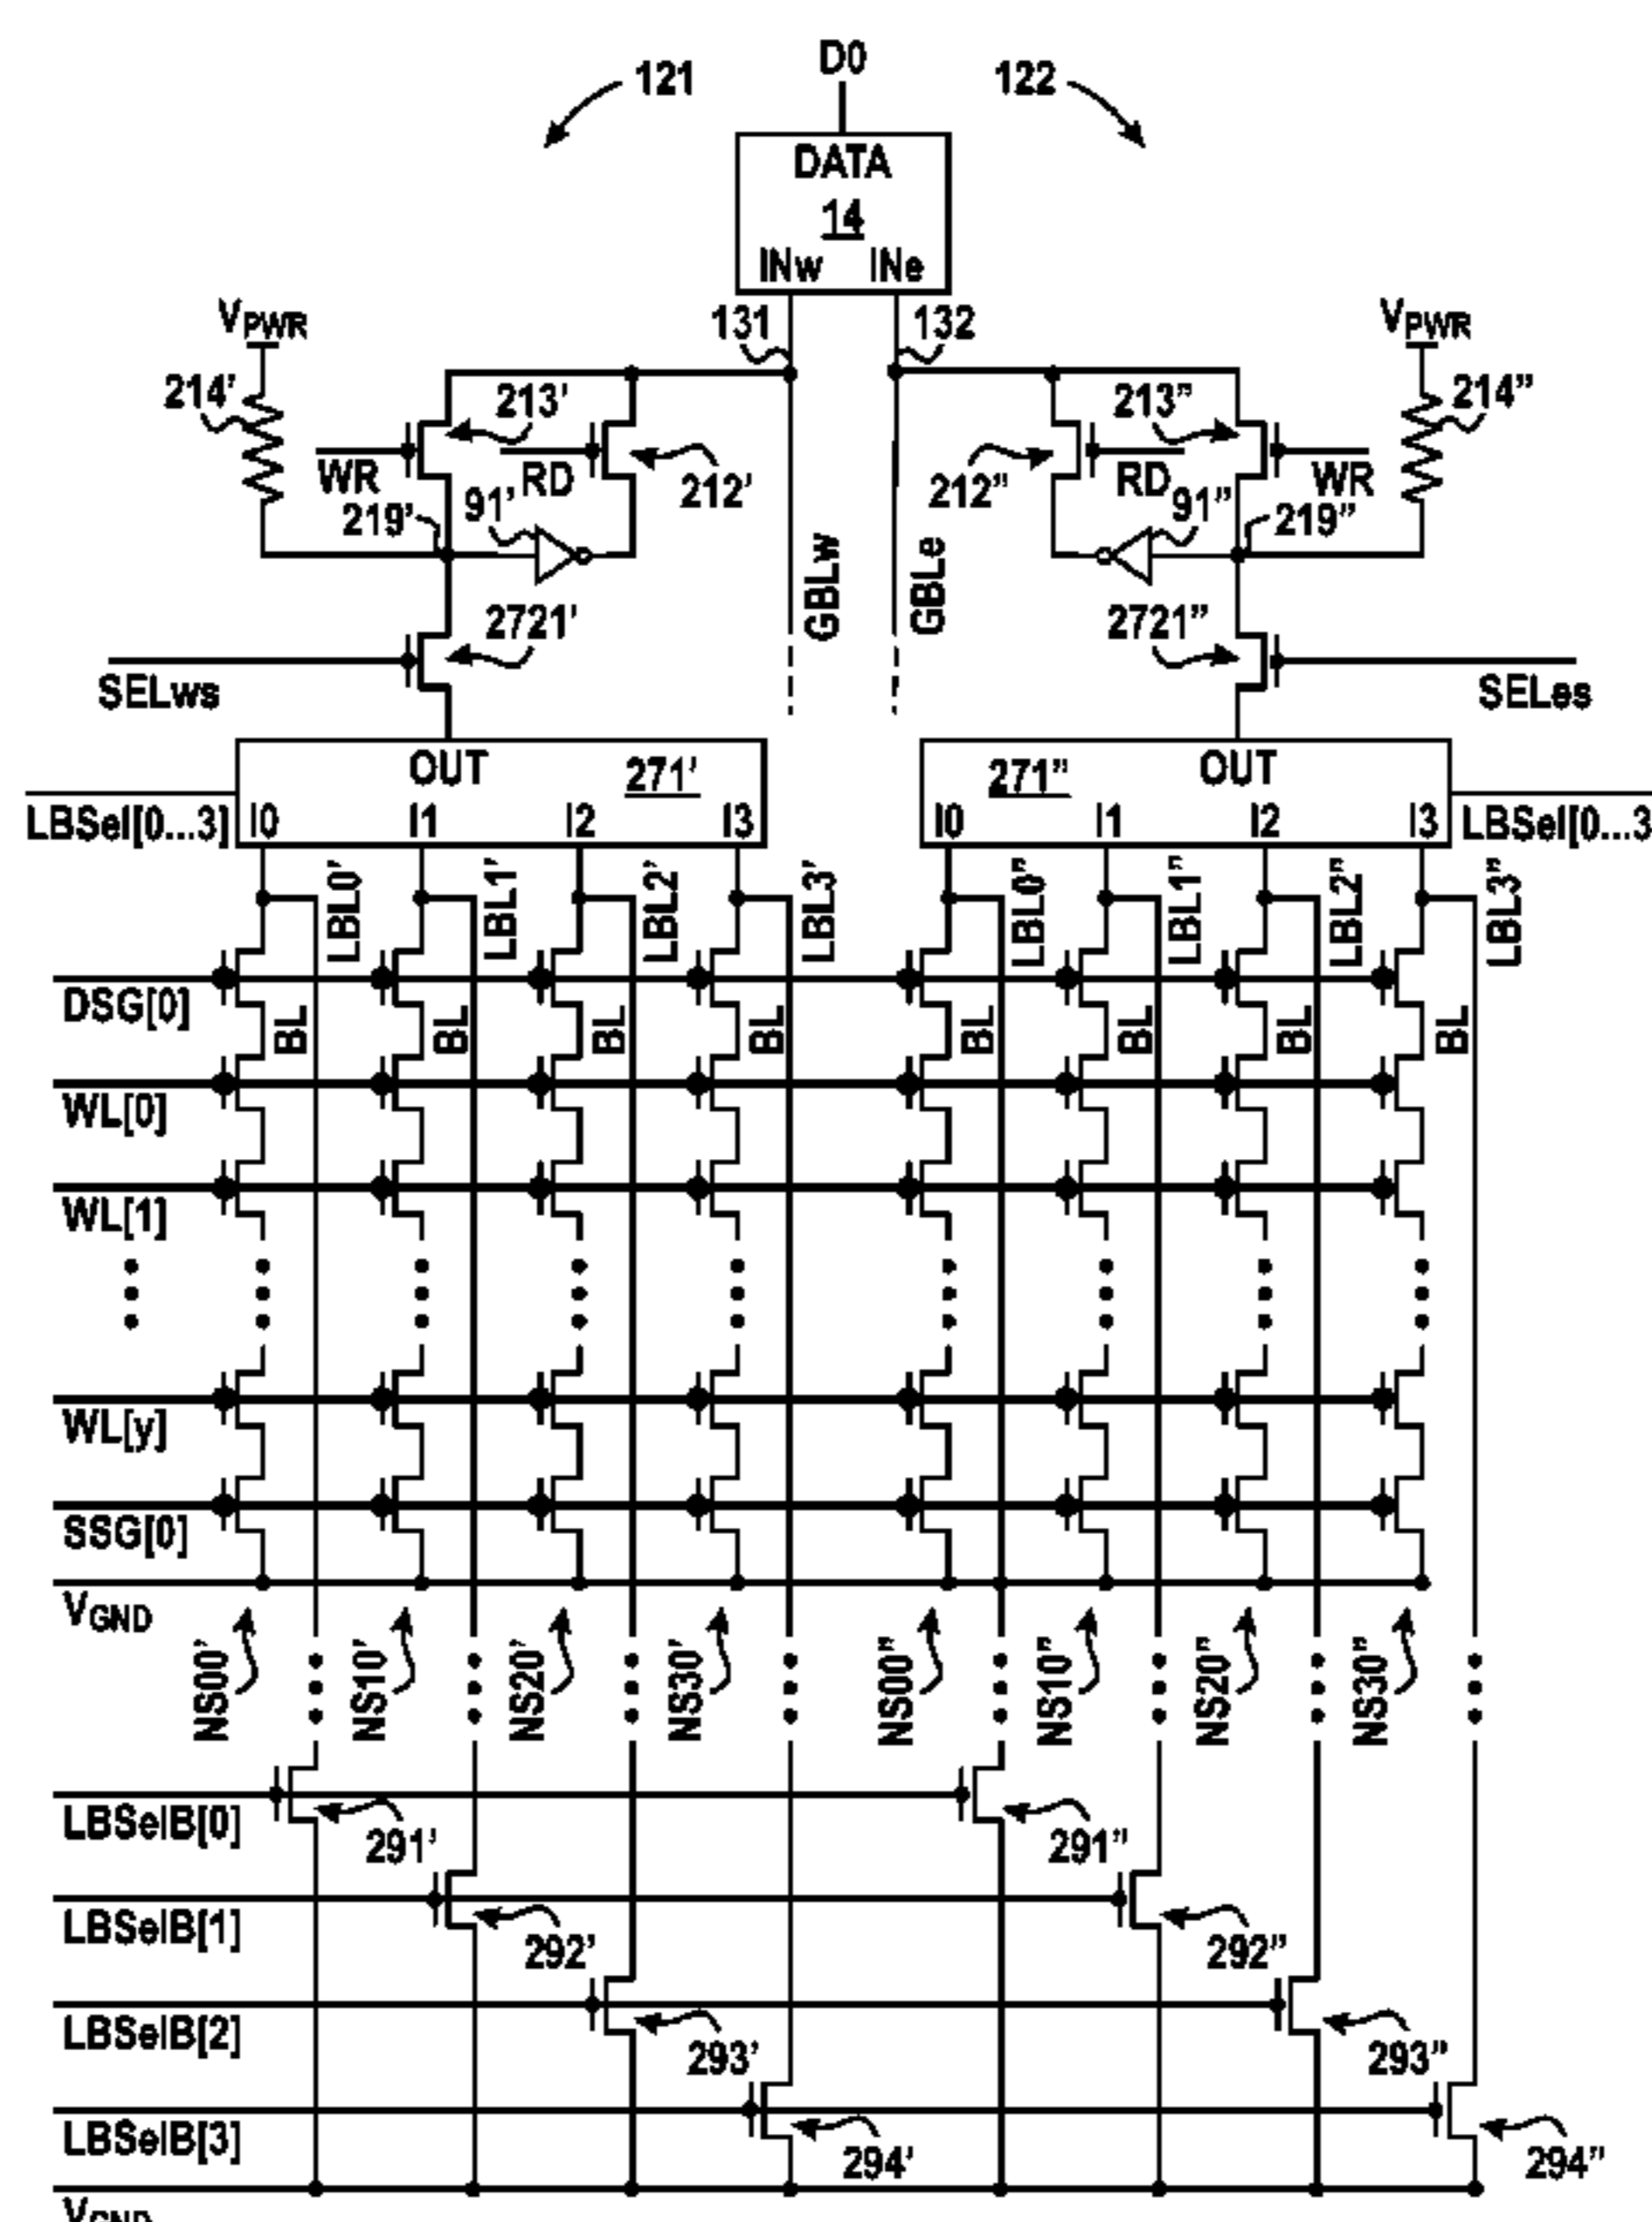 D0
121
122
DATA
14
INw INe
131
132
VPWR
VPWR
214'
213'
213"
214"
WR
RD
212'
212"
RD
WR
219'
91'
91"
219"
GBLw
GBLe
2721'
2721"
SELws
SELes
OUT
271'
271"
OUT
LBSel[0...3]
I0 I1 I2 I3
I0 I1 I2 I3
LBSel[0...3
LBL0'
LBL1'
LBL2'
LBL3'
LBL0"
LBL1"
LBL2"
LBL3"
DSG[0]
BL
BL
BL
BL
BL
BL
BL
BL
WL[0]
WL[1]
WL[y]
SSG[0]
VGND
NS00'
NS10'
NS20'
NS30'
NS00"
NS10"
NS20"
NS30"
LBSelB[0]
291'
291"
LBSelB[1]
292'
292"
LBSelB[2]
293'
293"
LBSelB[3]
294'
294"
VGND